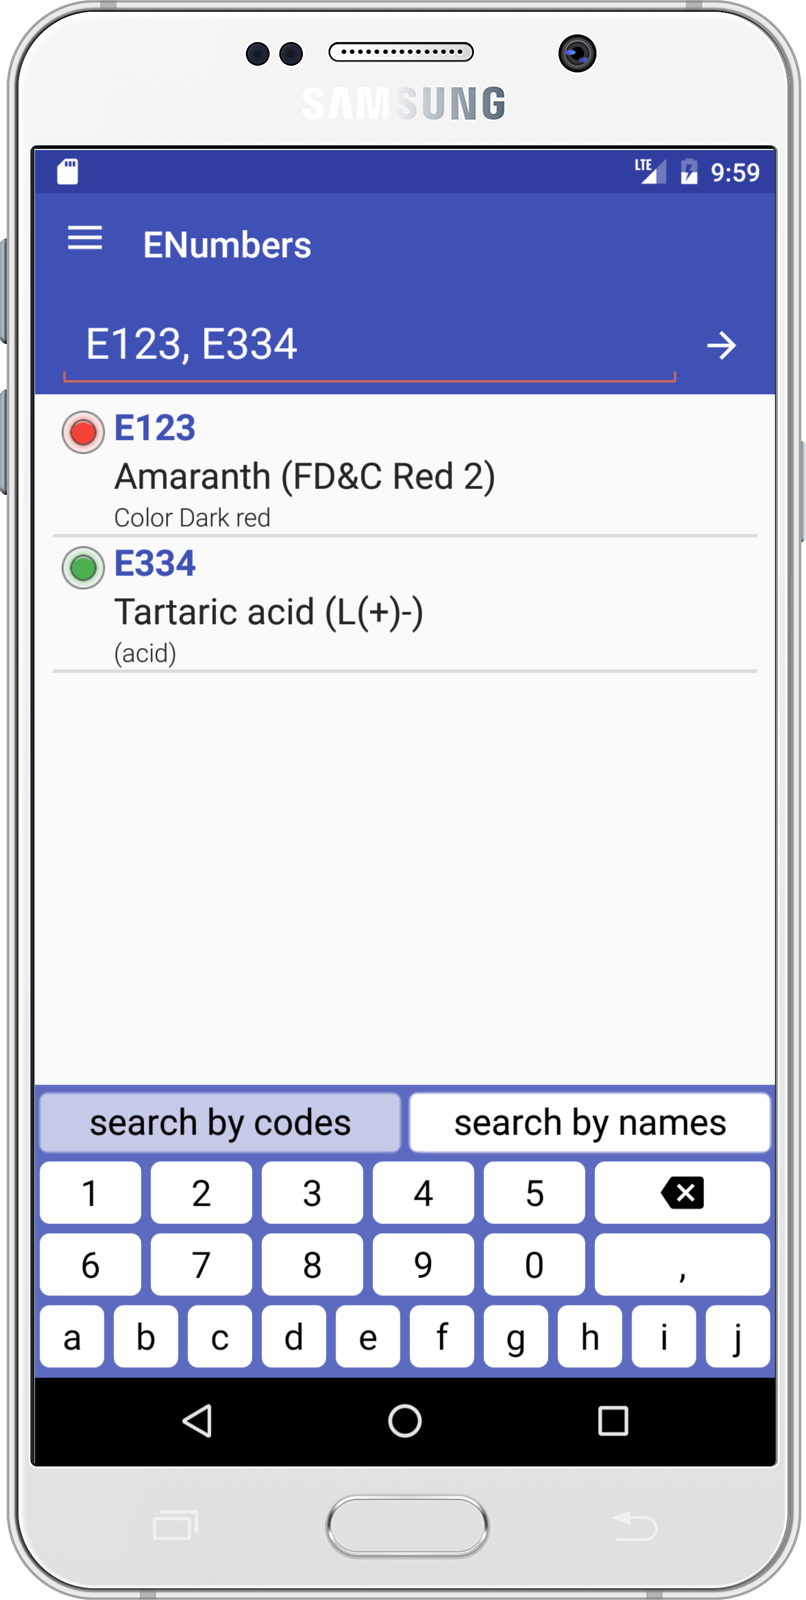 SAMSUNG
LTE 9:59
ENumbers
E123, E334
E123
Amaranth (FD&C Red 2)
Color Dark red
E334
Tartaric acid (L(+)-)
(acid)
search by codes search by names
1 2 3 4 5
6 7 8 9 0 ,
a b c d e f g h i j